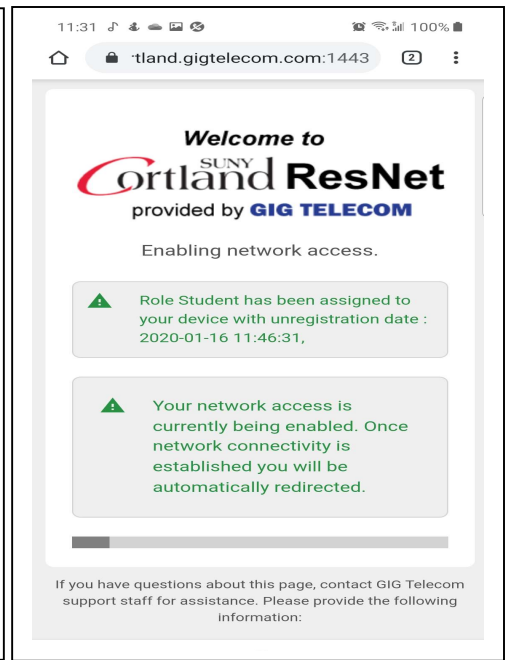 11:31 100%
tland.gigtelecom.com:1443 2
Welcome to
SUNY
Cortland ResNet
provided by GIG TELECOM
Enabling network access.
Role Student has been assigned to
your device with unregistration date :
2020-01-16 11:46:31,
Your network access is
currently being enabled. Once
network connectivity is
established you will be
automatically redirected.
If you have questions about this page, contact GIG Telecom
support staff for assistance. Please provide the following
information: